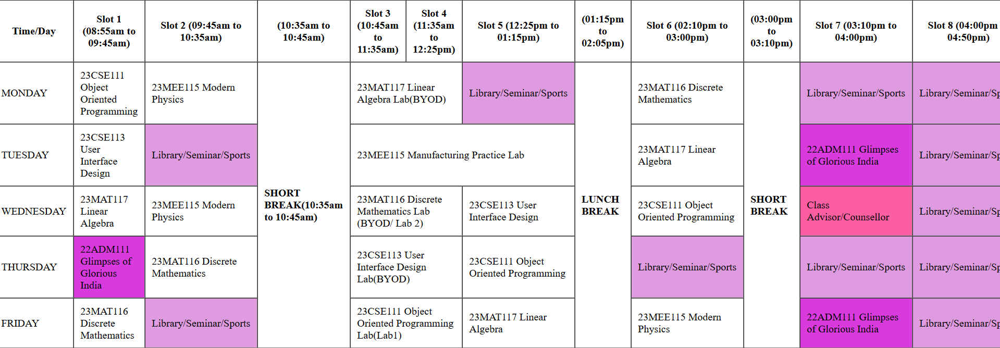 Time/Day
Slot 1
(08:55am to
09:45am)
Slot 2 (09:45am to
10:35am)
(10:35am to
10:45am)
Slot 3
(10:45am
to
11:35am)
Slot 4
(11:35am
to
12:25pm)
Slot 5 (12:25pm to
01:15pm)
(01:15pm
to
02:05pm)
Slot 6 (02:10pm to
03:00pm)
(03:00pm
to
03:10pm)
Slot 7 (03:10pm to
04:00pm)
Slot 8 (04:00pm
04:50pm)
MONDAY
23CSE111
Object
Oriented
Programming
23MEE115 Modern
Physics
SHORT
BREAK(10:35am
to 10:45am)
23MAT117 Linear
Algebra Lab(BYOD)
Library/Seminar/Sports
LUNCH
BREAK
23MAT116 Discrete
Mathematics
SHORT
BREAK
Library/Seminar/Sports
Library/Seminar/Sp
TUESDAY
23CSE113
User
Interface
Design
Library/Seminar/Sports
23MEE115 Manufacturing Practice Lab
23MAT117 Linear
Algebra
22ADM111 Glimpses
of Glorious India
Library/Seminar/Sp
WEDNESDAY
23MAT117
Linear
Algebra
23MEE115 Modern
Physics
23MAT116 Discrete
Mathematics Lab
(BYOD/ Lab 2)
23CSE113 User
Interface Design
23CSE111 Object
Oriented Programming
Class
Advisor/Counsellor
Library/Seminar/Sp
THURSDAY
22ADM111
Glimpses of
Glorious
India
23MAT116 Discrete
Mathematics
23CSE113 User
Interface Design
Lab(BYOD)
23CSE111 Object
Oriented Programming
Library/Seminar/Sports
Library/Seminar/Sports
Library/Seminar/Sp
FRIDAY
23MAT116
Discrete
Mathematics
Library/Seminar/Sports
23CSE111 Object
Oriented Programming
Lab(Lab1)
23MAT117 Linear
Algebra
23MEE115 Modern
Physics
22ADM111 Glimpses
of Glorious India
Library/Seminar/Sp